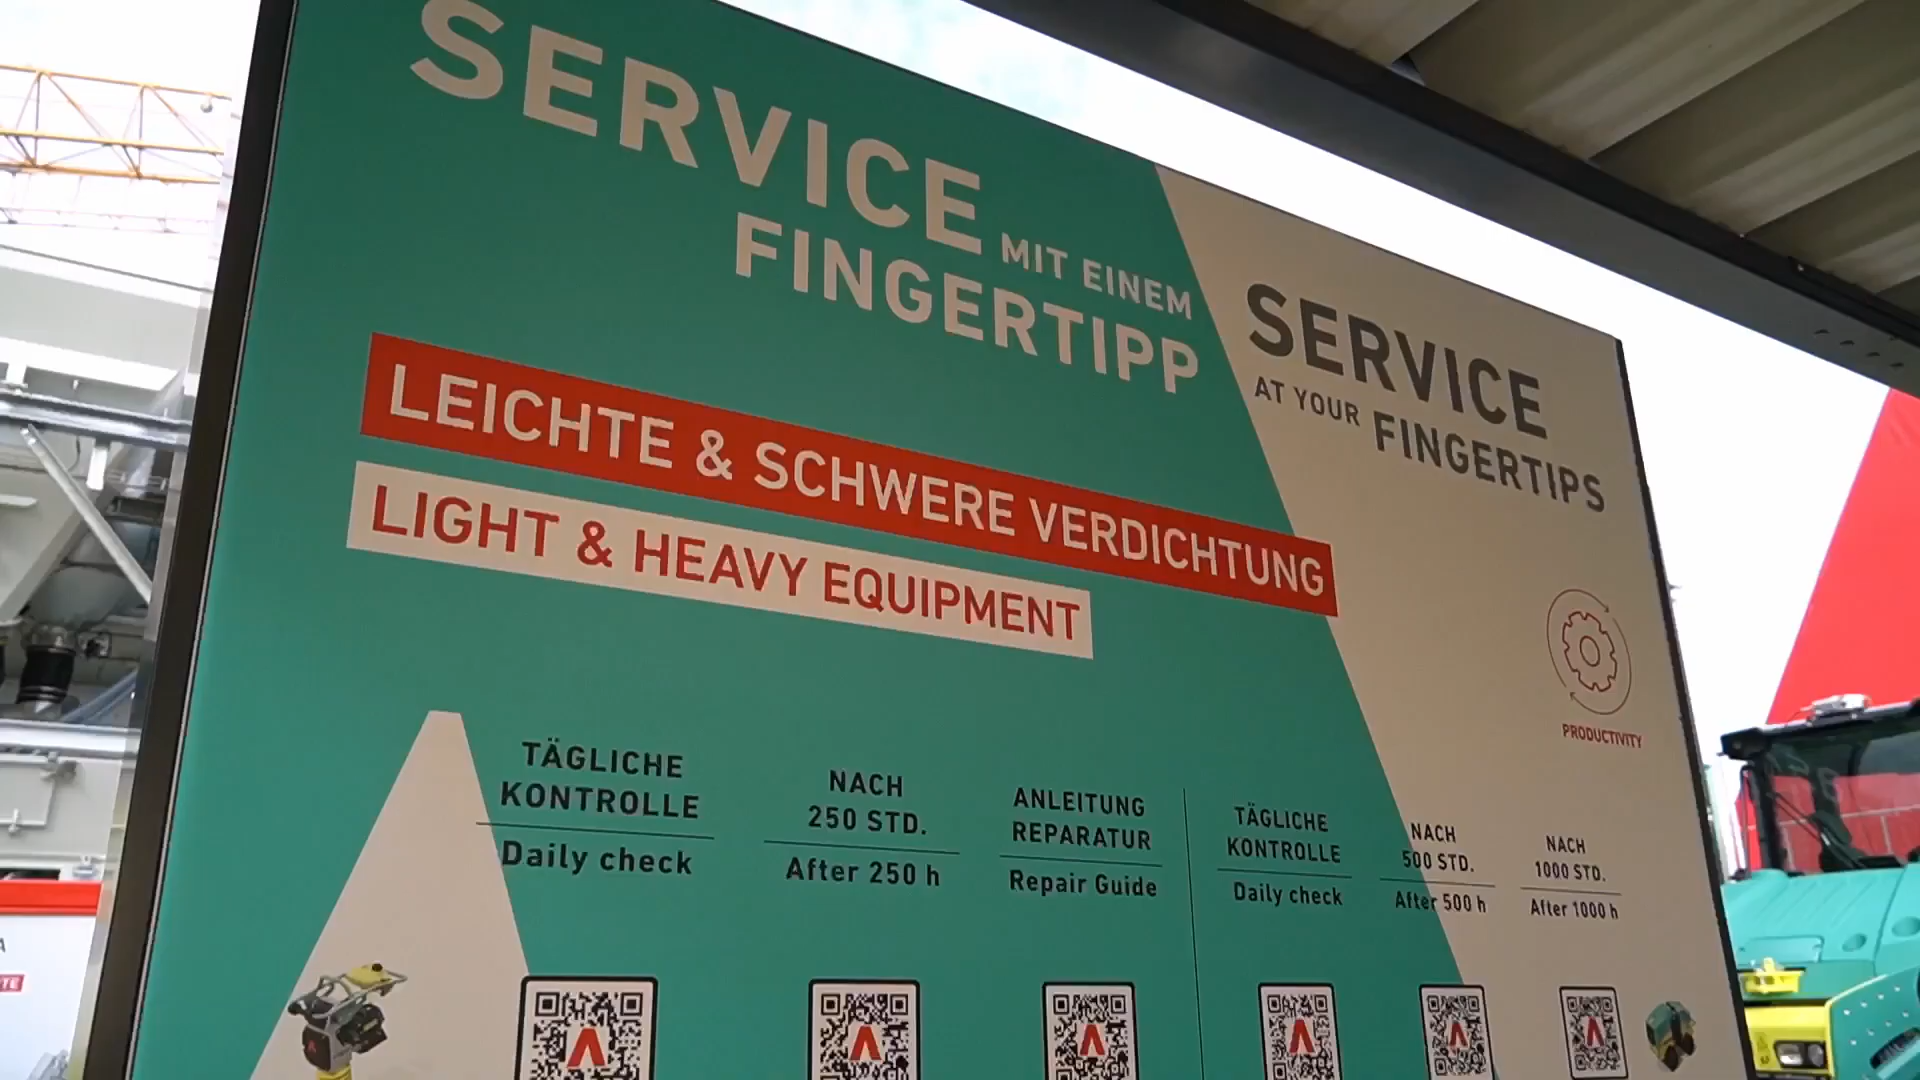 SERVICE MIT EINEM
FINGERTIPP
SERVICE
AT YOUR FINGERTIPS
LEICHTE & SCHWERE VERDICHTUNG
LIGHT & HEAVY EQUIPMENT
PRODUCTIVITY
TÄGLICHE
KONTROLLE
Daily check
NACH
250 STD.
After 250 h
ANLEITUNG
REPARATUR
Repair Guide
TÄGLICHE
KONTROLLE
Daily check
NACH
500 STD.
After 500 h
NACH
1000 STD.
After 1000 h